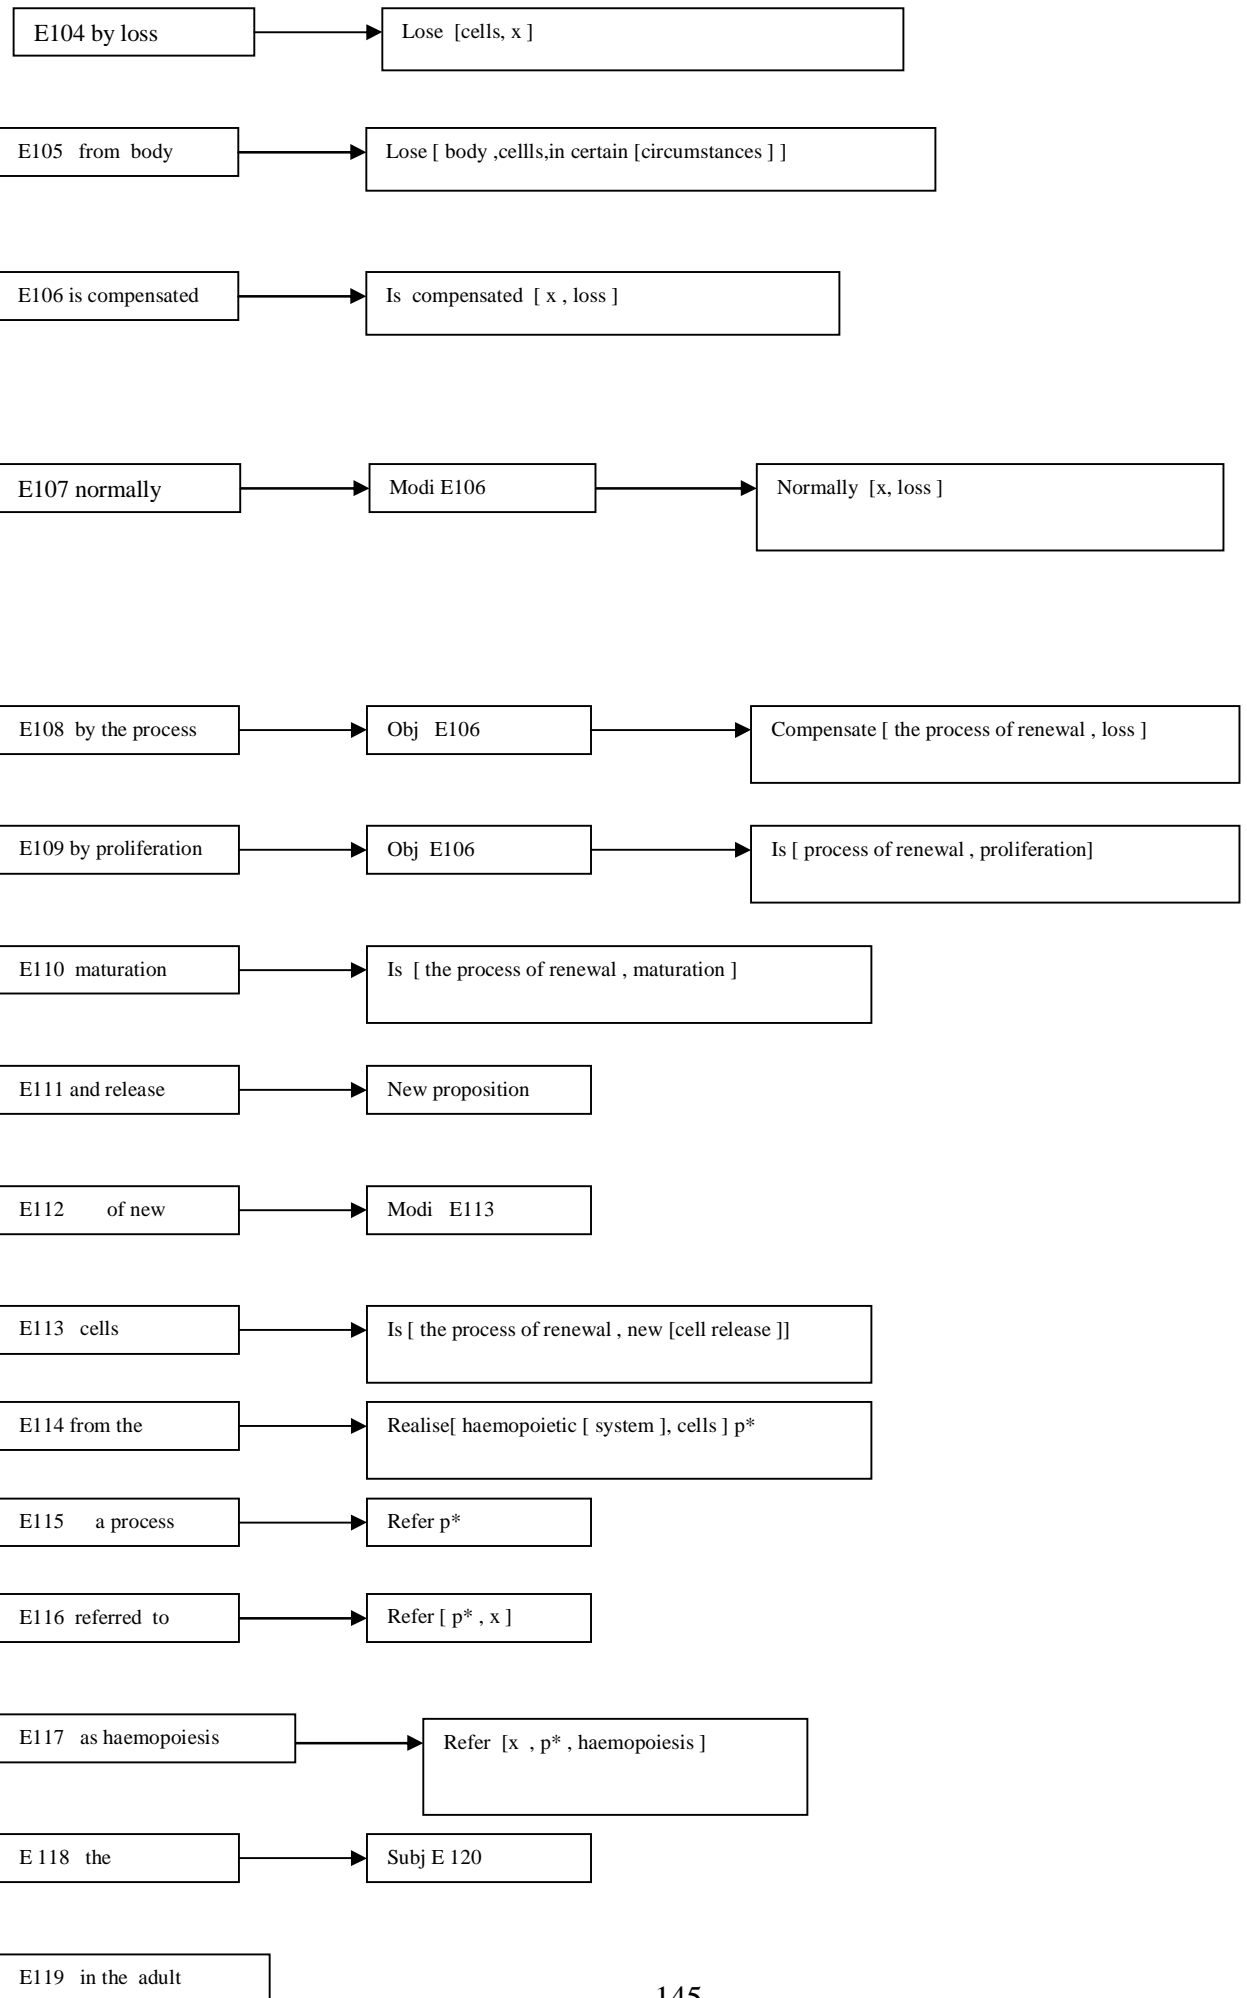 E104 by loss
Lose [cells, x ]
E105 from body
Lose [ body ,cellls,in certain [circumstances ] ]
E106 is compensated
Is compensated [ x , loss ]
E107 normally
Modi E106
Normally [x, loss ]
E108 by the process
Obj E106
Compensate [ the process of renewal , loss ]
E109 by proliferation
Obj E106
Is [ process of renewal , proliferation]
E110 maturation
Is [ the process of renewal , maturation ]
E111 and release
New proposition
E112 of new
Modi E113
E113 cells
Is [ the process of renewal , new [cell release ]]
E114 from the
Realise[ haemopoietic [ system ], cells ] p*
E115 a process
Refer p*
E116 referred to
Refer [ p* , x ]
E117 as haemopoiesis
Refer [x , p* , haemopoiesis ]
E 118 the
Subj E 120
E119 in the adult
145